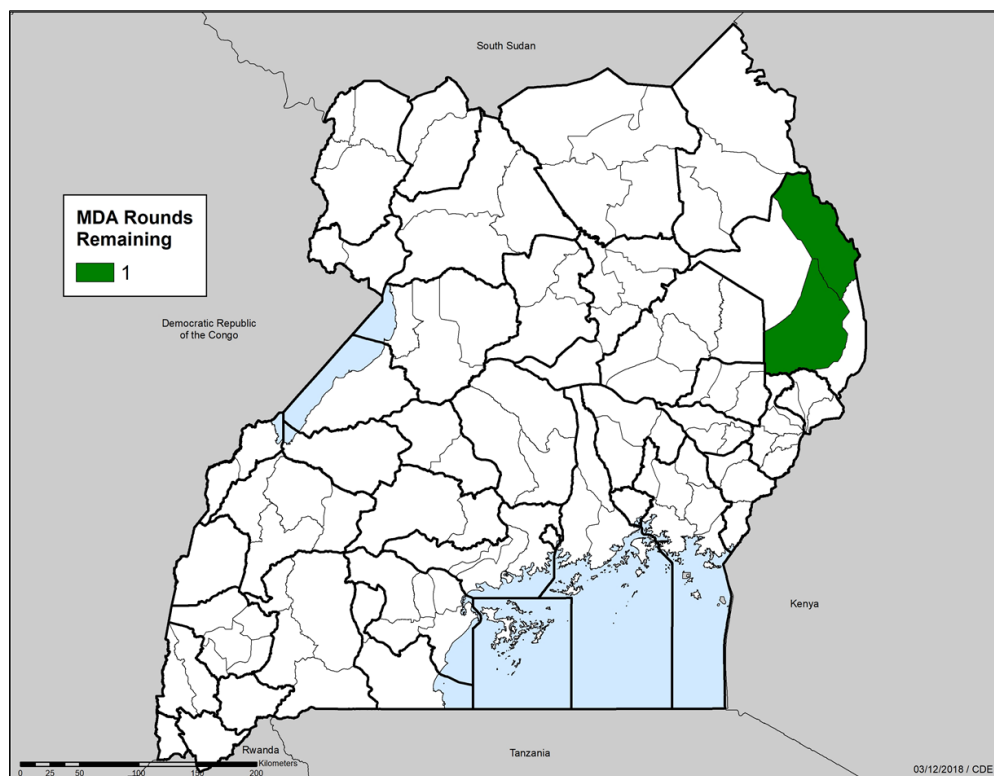 South Sudan
MDA Rounds
Remaining
1
Democratic Republic
of the Congo
Kenya
Rwanda
Tanzania
Kilometers
0 25 50 100 150 200
03/12/2018 / CDE